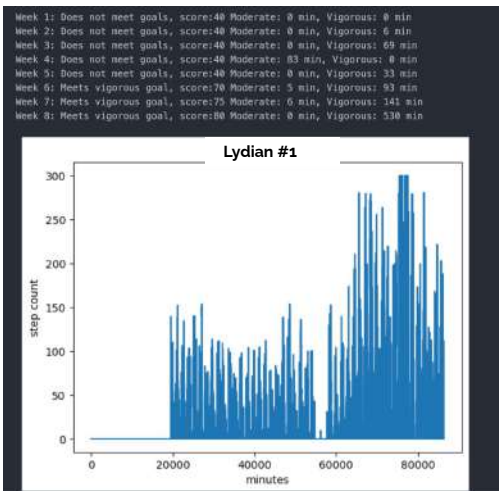 Week 1: Does not meet goals, score:40 Moderate: 0 min, Vigorous: 0 min
Week 2: Does not meet goals, score:40 Moderate: 0 min, Vigorous: 6 min
Week 3: Does not meet goals, score:40 Moderate: 0 min, Vigorous: 69 min
Week 4: Does not meet goals, score:40 Moderate: 83 min, Vigorous: 0 min
Week 5: Does not meet goals, score:40 Moderate: 0 min, Vigorous: 33 min
Week 6: Meets vigorous goal, score:70 Moderate: 5 min, Vigorous: 93 min
Week 7: Meets vigorous goal, score:75 Moderate: 6 min, Vigorous: 141 min
Week 8: Meets vigorous goal, score:80 Moderate: 0 min, Vigorous: 530 min
Lydian #1
300
250
200
150
100
50
0
step count
0 20000 40000 60000 80000
minutes